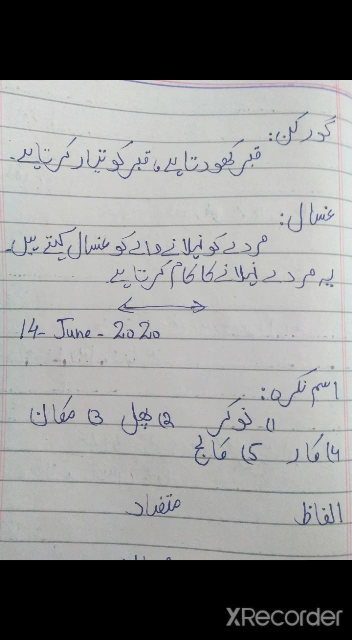 گورکن:
قبر کھودتا ہے، قبر کو تیار کرتا ہے۔
غسال:
مردے کو نہلانے والے کو غسال کہتے ہیں۔
یہ مردے نہلانے کا کام کرتا ہے۔
14- June - 2020
اسم نکرہ:
(1 نوکر (2 پھل (3 مکان
(4 کار (5 کالج
الفاظ متضاد
XRecorder